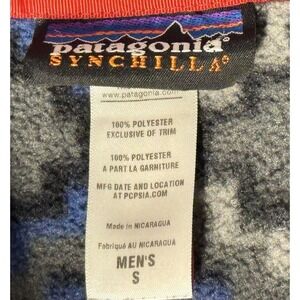 patagonia®
SYNCHILLA®
www.patagonia.com
100% POLYESTER
EXCLUSIVE OF TRIM
100% POLYESTER
A PART LA GARNITURE
MFG DATE AND LOCATION
AT PCPSIA.COM
Made in NICARAGUA
Fabriqué AU NICARAGUA
MEN'S
S